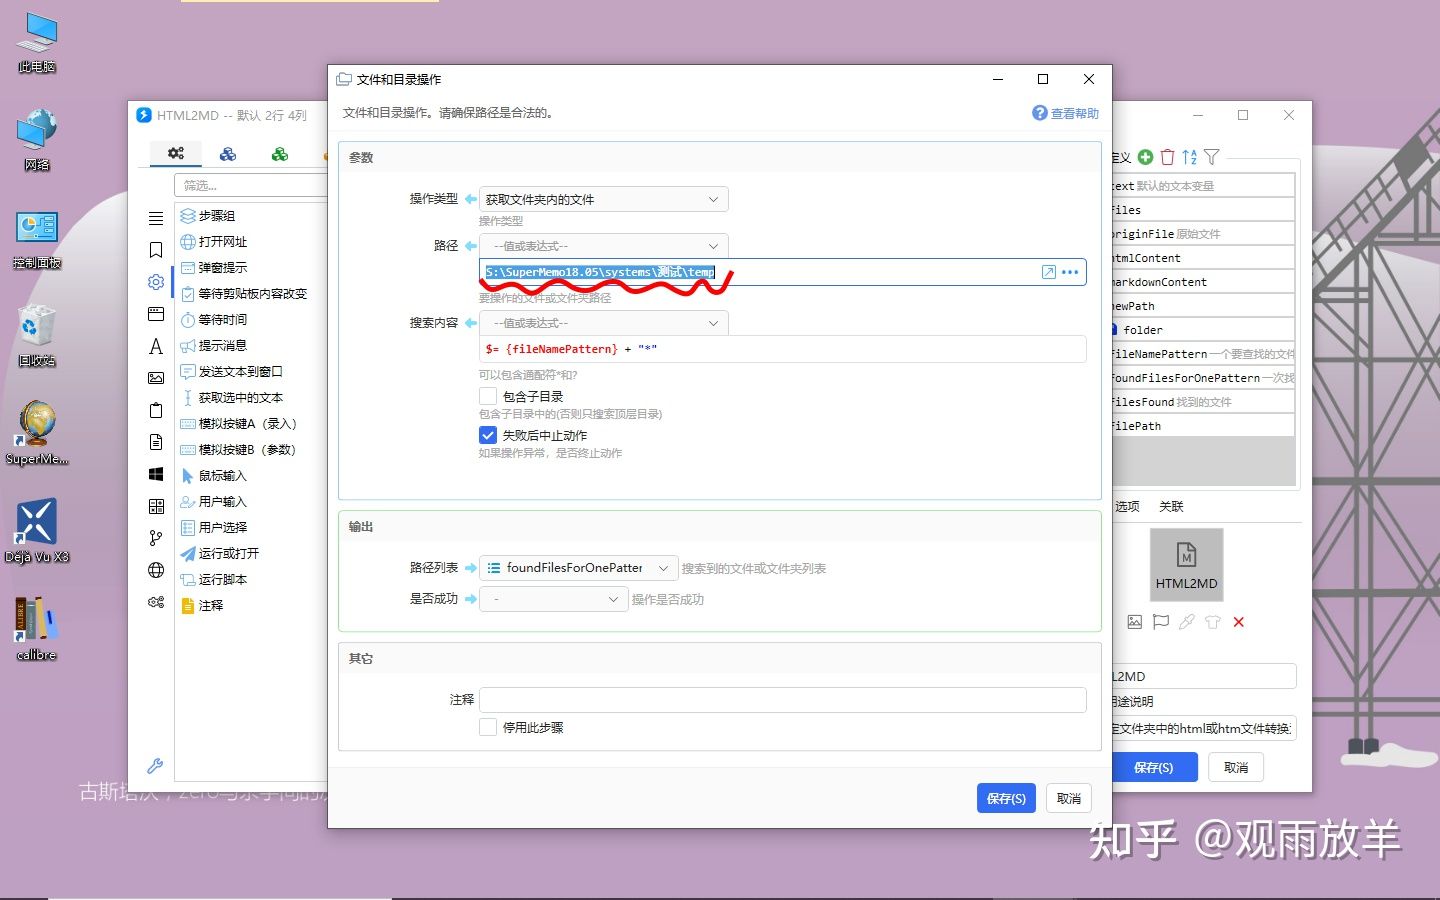 此电脑
网络
控制面板
回收站
SuperMe...
Déjà Vu X3
calibre
HTML2MD -- 默认 2行 4列
筛选...
步骤组
打开网址
弹窗提示
等待剪贴板内容改变
等待时间
提示消息
发送文本到窗口
获取选中的文本
模拟按键A（录入）
模拟按键B（参数）
鼠标输入
用户输入
用户选择
运行或打开
运行脚本
注释
文件和目录操作
文件和目录操作。请确保路径是合法的。
查看帮助
参数
操作类型
获取文件夹内的文件
操作类型
路径
--值或表达式--
S:\SuperMemo18.05\systems\测试\temp
要操作的文件或文件夹路径
搜索内容
--值或表达式--
$= {fileNamePattern} + "*"
可以包含通配符*和?
包含子目录
包含子目录中的(否则只搜索顶层目录)
失败后中止动作
如果操作异常，是否终止动作
输出
路径列表
foundFilesForOnePatter
搜索到的文件或文件夹列表
是否成功
-
操作是否成功
其它
注释
停用此步骤
保存(S)
取消
定义
text 默认的文本变量
files
originFile 原始文件
htmlContent
markdownContent
newPath
folder
fileNamePattern 一个要查找的文件
foundFilesForOnePattern 一次找
filesFound 找到的文件
filePath
选项
关联
M
HTML2MD
L2MD
用途说明
定文件夹中的html或htm文件转换
保存(S)
取消
知乎 @观雨放羊